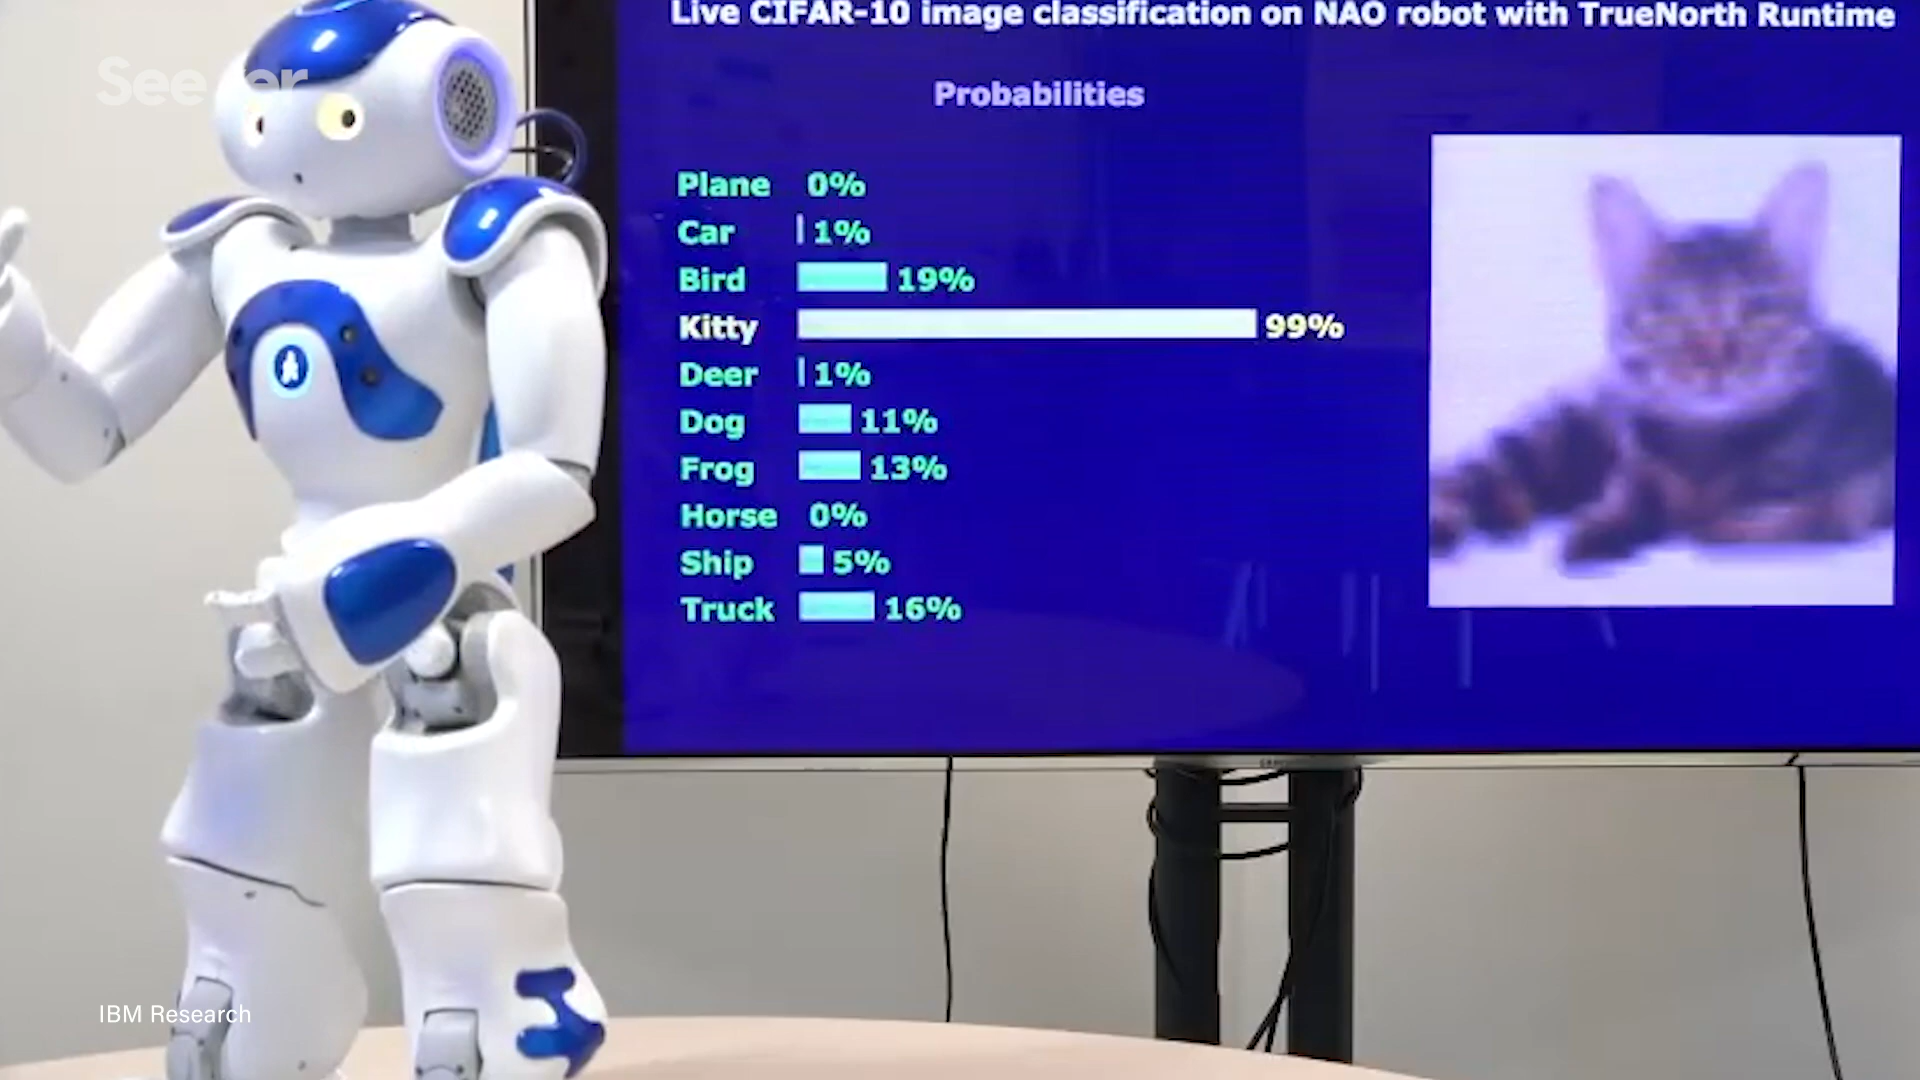 Live CIFAR-10 image classification on NAO robot with TrueNorth Runtime
Seeker
Probabilities
Plane 0%
Car 1%
Bird 19%
Kitty 99%
Deer 1%
Dog 11%
Frog 13%
Horse 0%
Ship 5%
Truck 16%
IBM Research